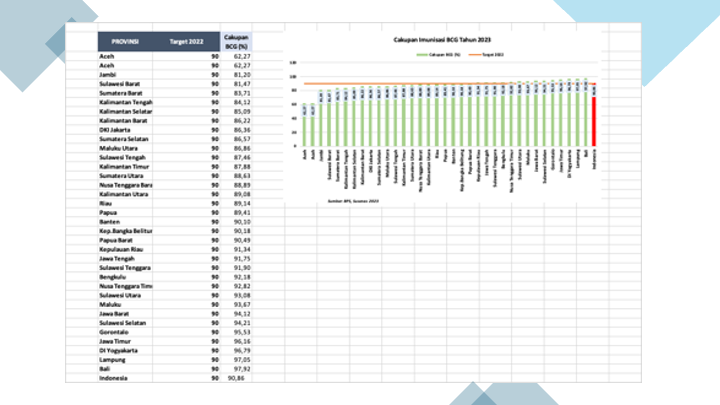 PROVINSI Target 2022 Cakupan BCG (%)
Aceh 90 62,27
Aceh 90 62,27
Jambi 90 81,20
Sulawesi Barat 90 81,47
Sumatera Barat 90 83,71
Kalimantan Tengah 90 84,12
Kalimantan Selatar 90 85,09
Kalimantan Barat 90 86,22
DKI Jakarta 90 86,36
Sumatera Selatan 90 86,57
Maluku Utara 90 86,86
Sulawesi Tengah 90 87,46
Kalimantan Timur 90 87,88
Sumatera Utara 90 88,63
Nusa Tenggara Bara 90 88,89
Kalimantan Utara 90 89,08
Riau 90 89,14
Papua 90 89,41
Banten 90 90,10
Kep.Bangka Belitur 90 90,18
Papua Barat 90 90,49
Kepulauan Riau 90 91,34
Jawa Tengah 90 91,75
Sulawesi Tenggara 90 91,90
Bengkulu 90 92,18
Nusa Tenggara Timu 90 92,82
Sulawesi Utara 90 93,08
Maluku 90 93,67
Jawa Barat 90 94,12
Sulawesi Selatan 90 94,21
Gorontalo 90 95,53
Jawa Timur 90 96,16
DI Yogyakarta 90 96,79
Lampung 90 97,05
Bali 90 97,92
Indonesia 90 90,86
Cakupan Imunisasi BCG Tahun 2023
Cakupan BCG (%) Target 2022
120
100
80
60
40
20
0
Aceh
Aceh
Jambi
Sulawesi Barat
Sumatera Barat
Kalimantan Tengah
Kalimantan Selatan
Kalimantan Barat
DKI Jakarta
Sumatera Selatan
Maluku Utara
Sulawesi Tengah
Kalimantan Timur
Sumatera Utara
Nusa Tenggara Barat
Kalimantan Utara
Riau
Papua
Banten
Kep.Bangka Belitung
Papua Barat
Kepulauan Riau
Jawa Tengah
Sulawesi Tenggara
Bengkulu
Nusa Tenggara Timur
Sulawesi Utara
Maluku
Jawa Barat
Sulawesi Selatan
Gorontalo
Jawa Timur
DI Yogyakarta
Lampung
Bali
Indonesia
Sumber: BPS, Susenas 2023